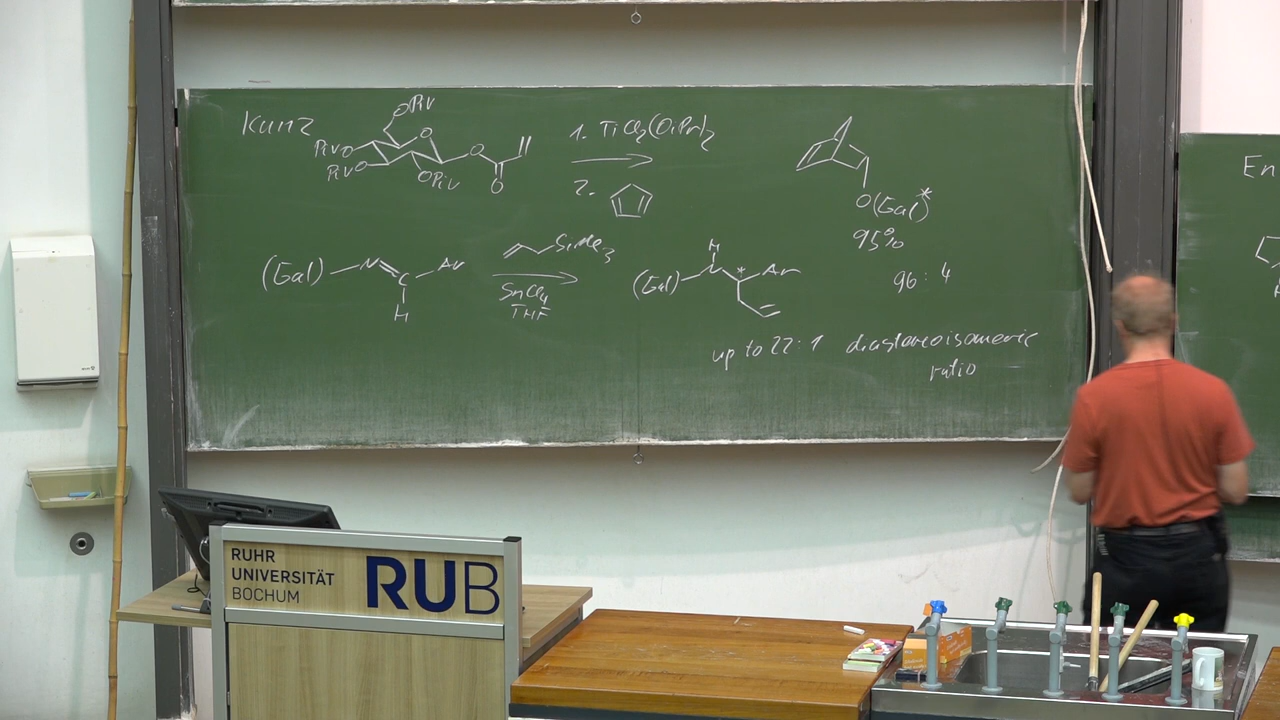 Kunz
OPiv
PivO
O
PivO
OPiv
O
O
1. TiCl2(OiPr)2
2.
O(Gal)*
95%
96 : 4
(Gal)
N
C
H
Ar
SiMe3
SnCl4
THF
(Gal)
H
N
*
Ar
up to 22 : 1 diastereoisomeric
ratio
En
RUHR
UNIVERSITÄT
BOCHUM
RUB